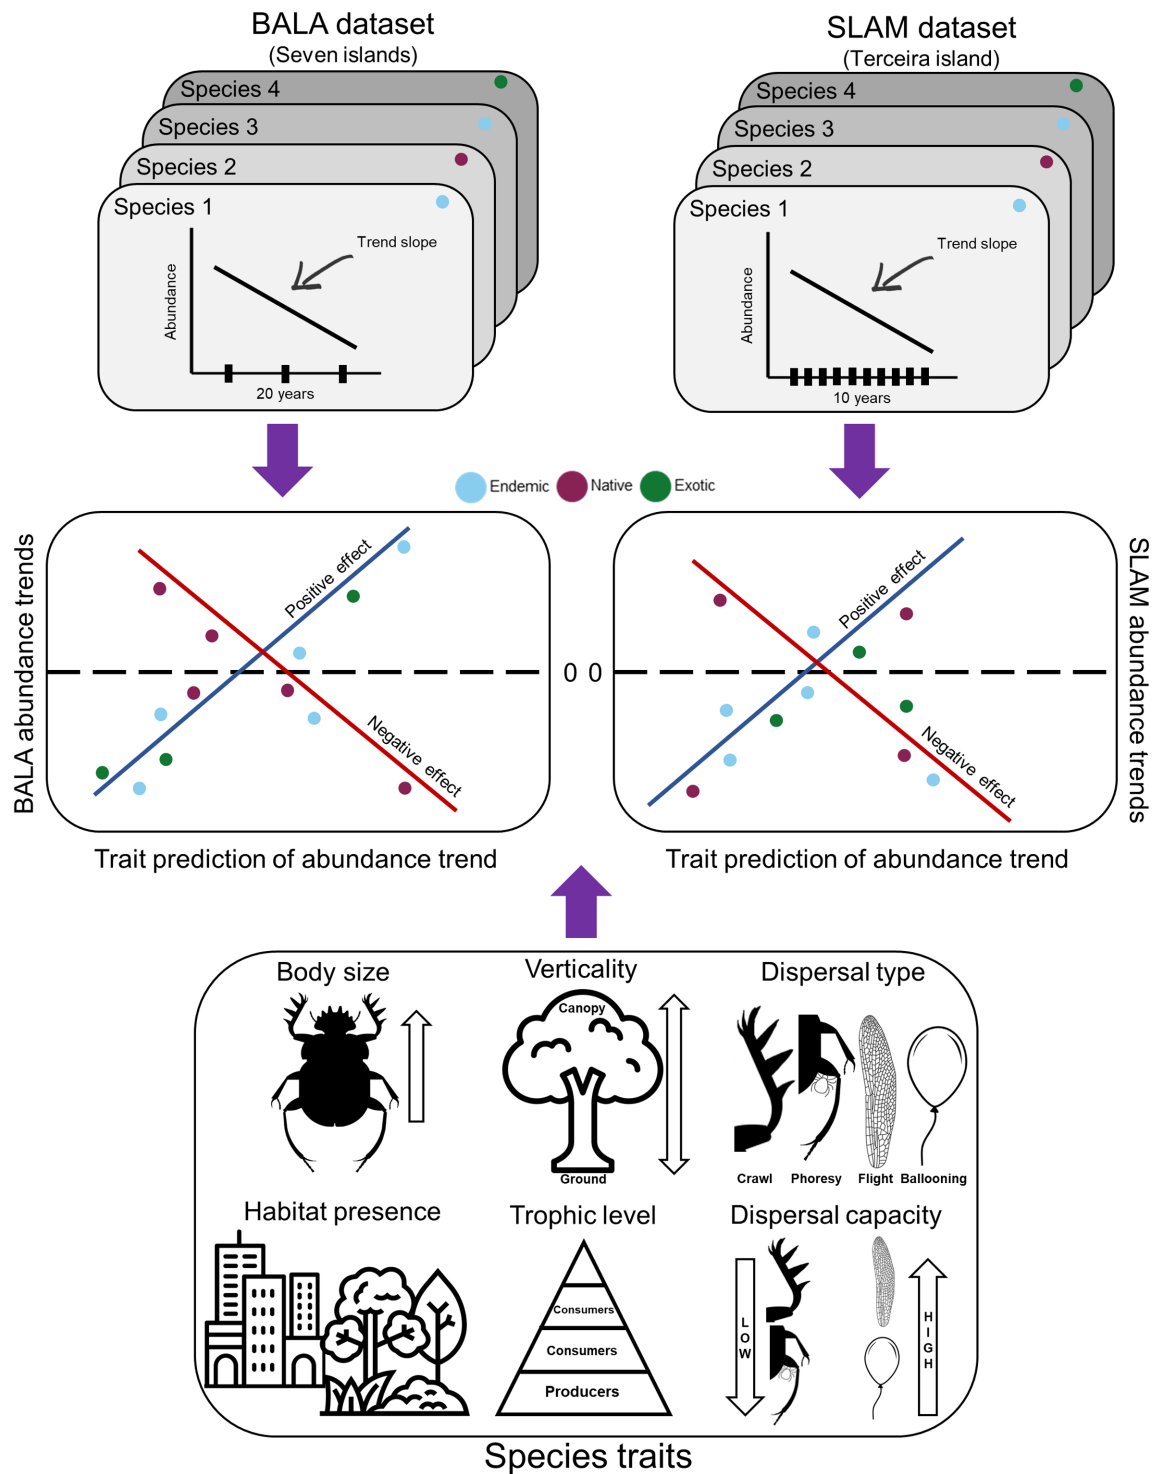 BALA dataset
(Seven islands)
Species 4
Species 3
Species 2
Species 1
Trend slope
Abundance
20 years
SLAM dataset
(Terceira island)
Species 4
Species 3
Species 2
Species 1
Trend slope
Abundance
10 years
Endemic Native Exotic
BALA abundance trends
Positive effect
Negative effect
0
Trait prediction of abundance trend
0
Positive effect
Negative effect
SLAM abundance trends
Trait prediction of abundance trend
Body size
Verticality
Canopy
Ground
Dispersal type
Crawl Phoresy Flight Ballooning
Habitat presence
Trophic level
Consumers
Consumers
Producers
Dispersal capacity
LOW
HIGH
Species traits